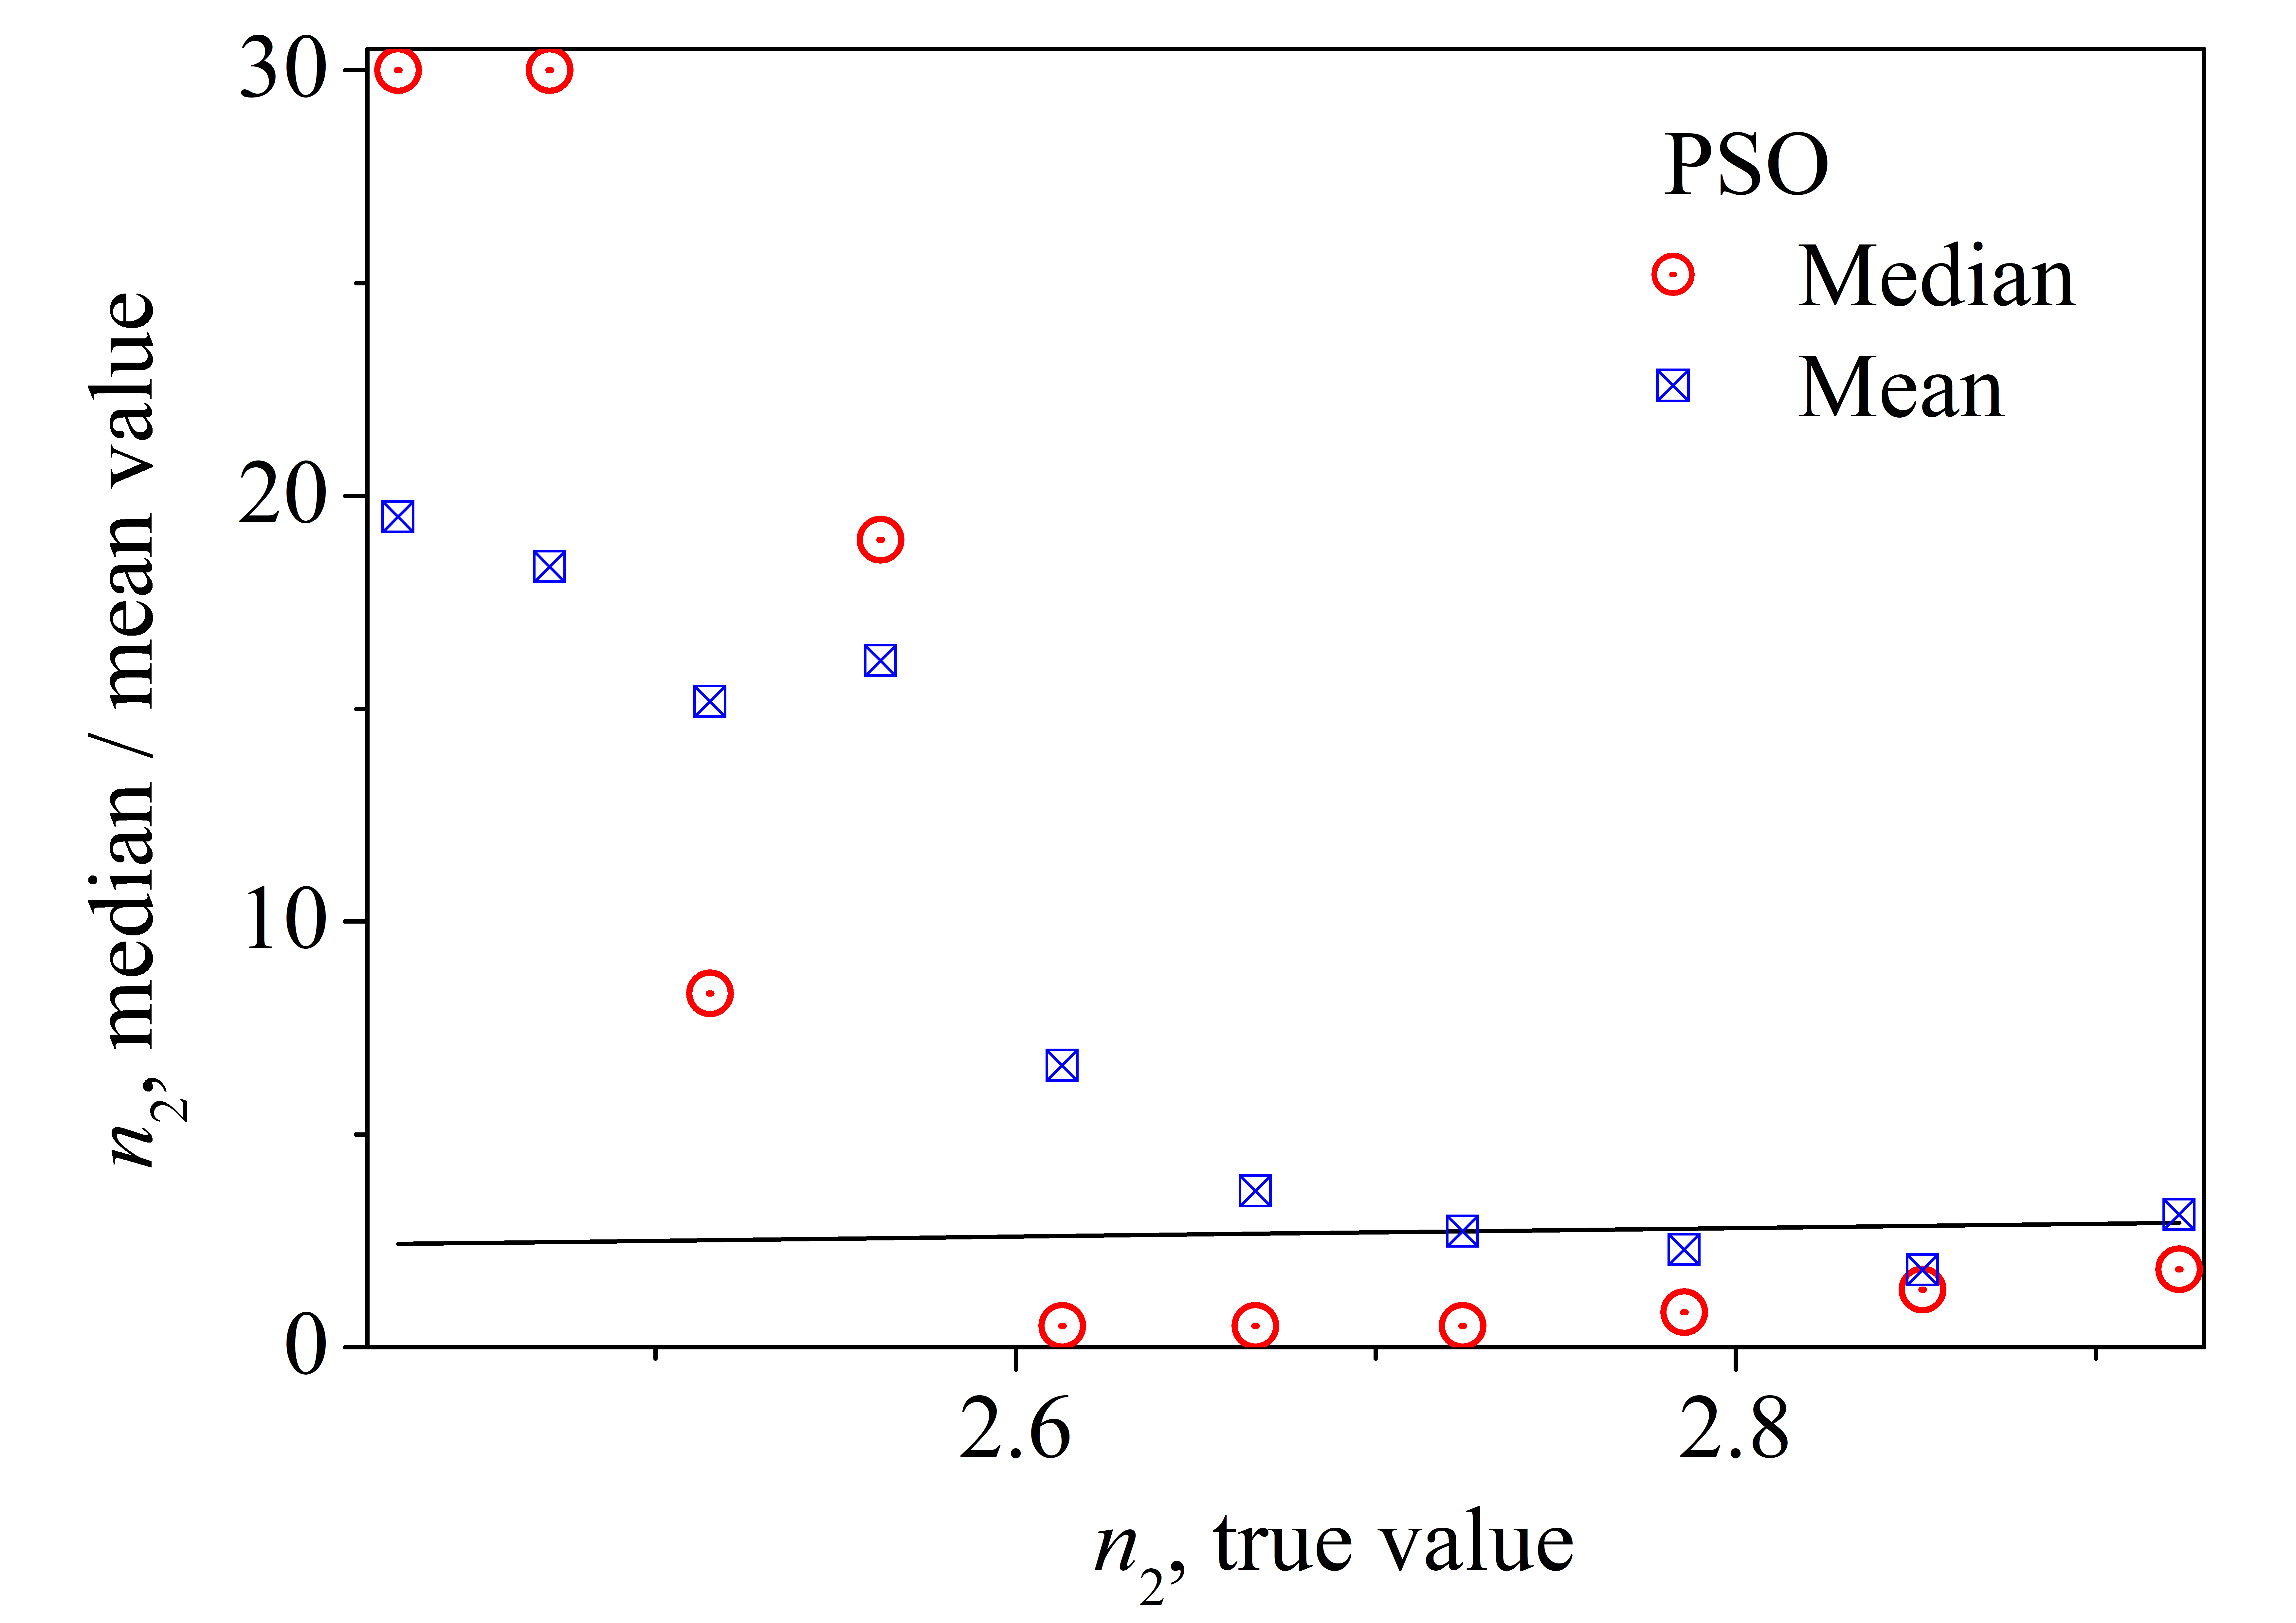 30
20
10
0
n2, median / mean value
PSO
Median
Mean
2.6
2.8
n2, true value